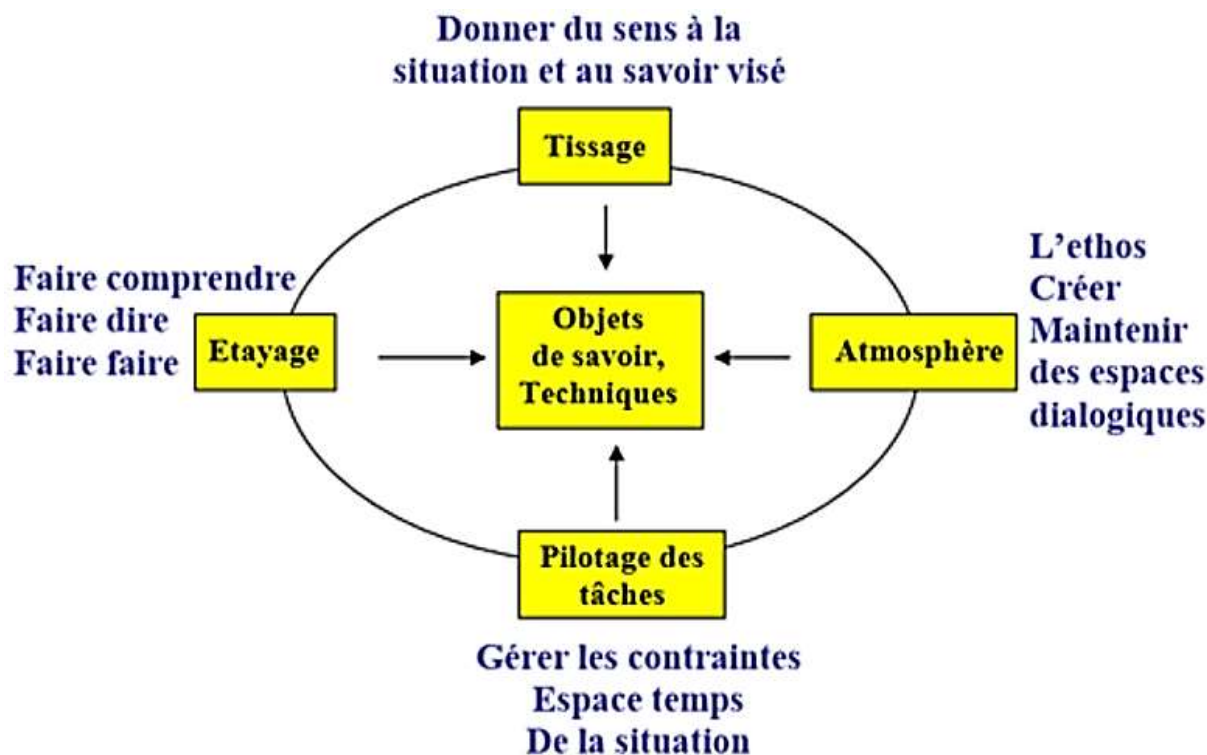 Donner du sens à la
situation et au savoir visé
Tissage
Faire comprendre
Faire dire
Faire faire
Etayage
Objets
de savoir,
Techniques
Atmosphère
L'ethos
Créer
Maintenir
des espaces
dialogiques
Pilotage des
tâches
Gérer les contraintes
Espace temps
De la situation